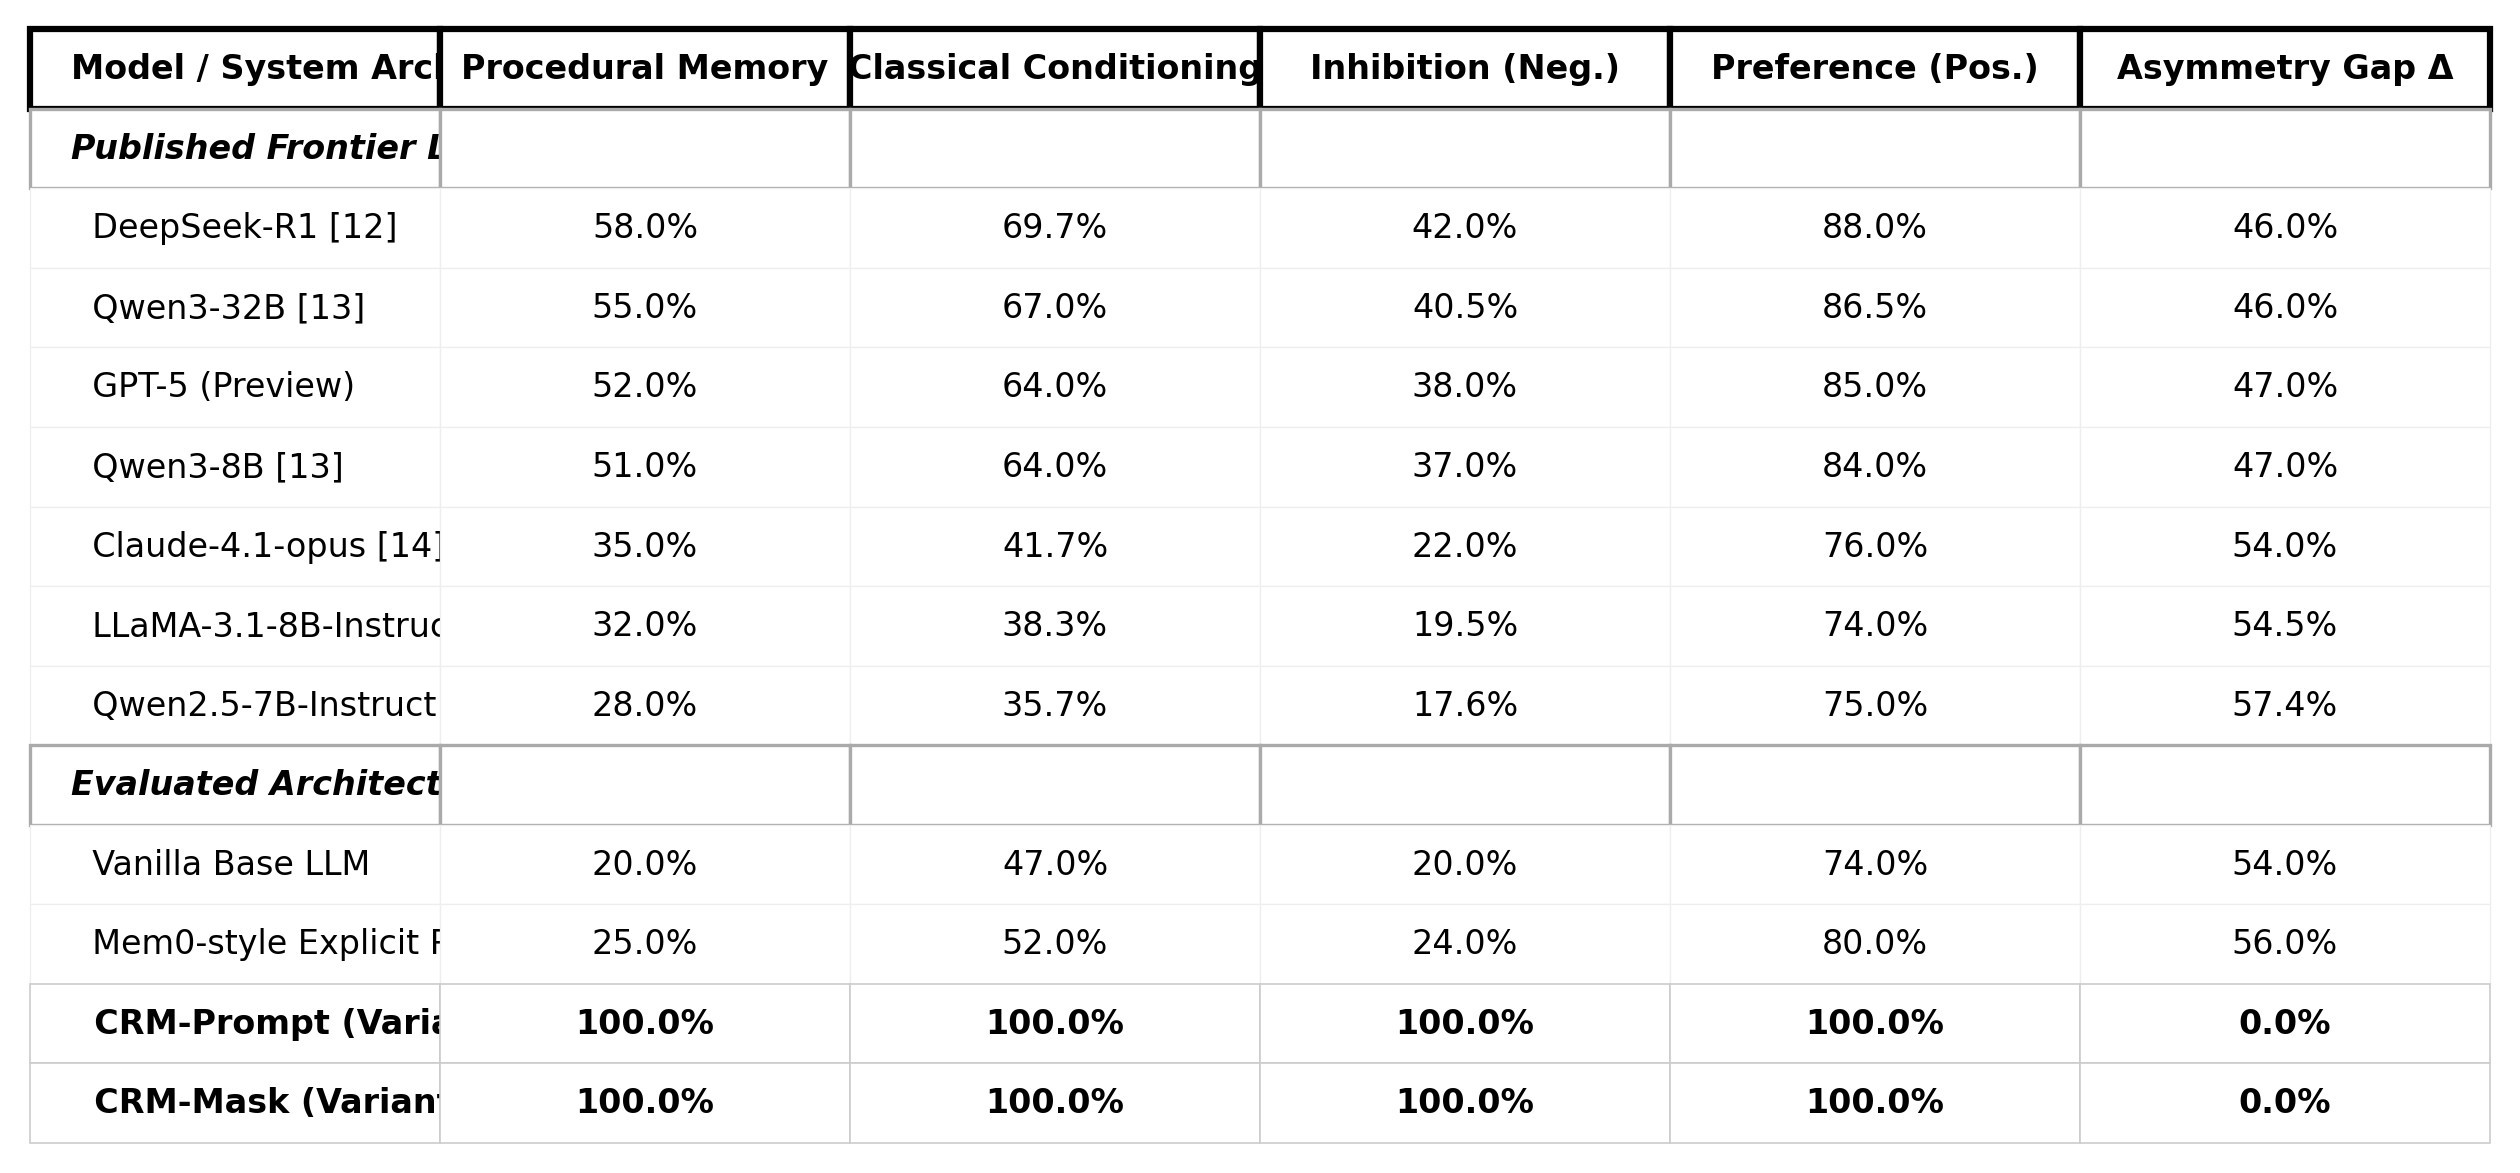 Model / System Arch Procedural Memory Classical Conditioning Inhibition (Neg.) Preference (Pos.) Asymmetry Gap Δ
Published Frontier L
DeepSeek-R1 [12] 58.0% 69.7% 42.0% 88.0% 46.0%
Qwen3-32B [13] 55.0% 67.0% 40.5% 86.5% 46.0%
GPT-5 (Preview) 52.0% 64.0% 38.0% 85.0% 47.0%
Qwen3-8B [13] 51.0% 64.0% 37.0% 84.0% 47.0%
Claude-4.1-opus [14] 35.0% 41.7% 22.0% 76.0% 54.0%
LLaMA-3.1-8B-Instruc 32.0% 38.3% 19.5% 74.0% 54.5%
Qwen2.5-7B-Instruct 28.0% 35.7% 17.6% 75.0% 57.4%
Evaluated Architect
Vanilla Base LLM 20.0% 47.0% 20.0% 74.0% 54.0%
Mem0-style Explicit 25.0% 52.0% 24.0% 80.0% 56.0%
CRM-Prompt (Varia 100.0% 100.0% 100.0% 100.0% 0.0%
CRM-Mask (Variant 100.0% 100.0% 100.0% 100.0% 0.0%